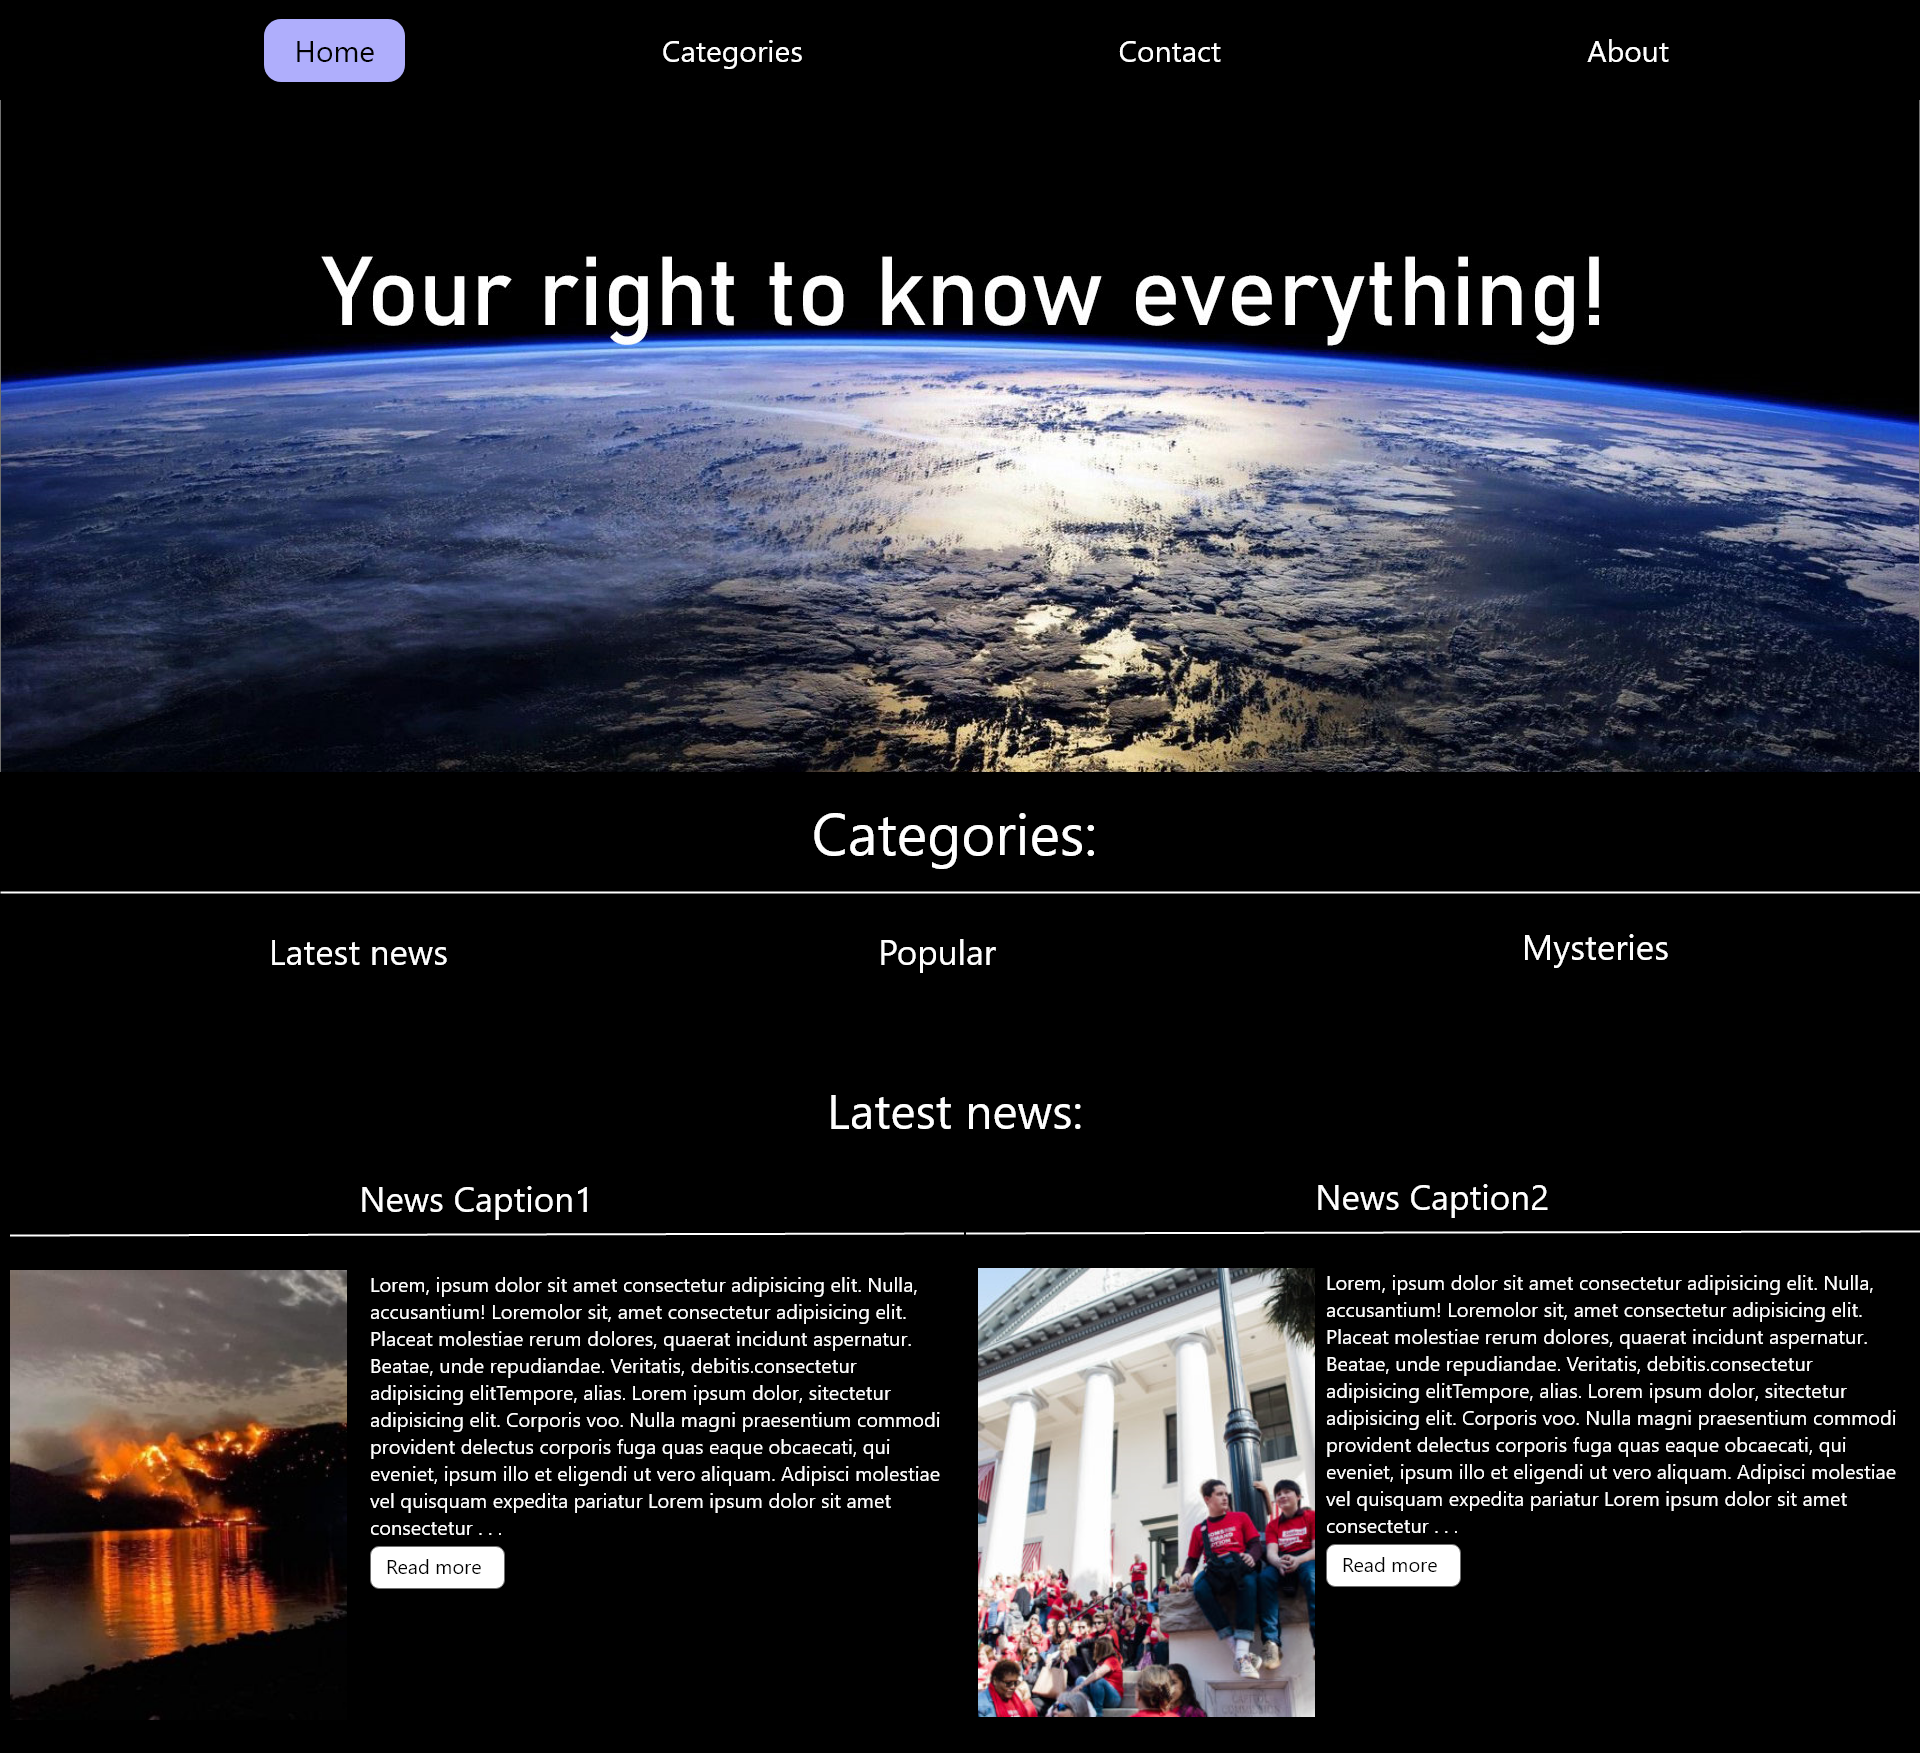 Home Categories Contact About
Your right to know everything!
Categories:
Latest news Popular Mysteries
Latest news:
News Caption1
Lorem, ipsum dolor sit amet consectetur adipisicing elit. Nulla,
accusantium! Loremolor sit, amet consectetur adipisicing elit.
Placeat molestiae rerum dolores, quaerat incidunt aspernatur.
Beatae, unde repudiandae. Veritatis, debitis.consectetur
adipisicing elitTempore, alias. Lorem ipsum dolor, sitectetur
adipisicing elit. Corporis voo. Nulla magni praesentium commodi
provident delectus corporis fuga quas eaque obcaecati, qui
eveniet, ipsum illo et eligendi ut vero aliquam. Adipisci molestiae
vel quisquam expedita pariatur Lorem ipsum dolor sit amet
consectetur . . .
Read more
News Caption2
Lorem, ipsum dolor sit amet consectetur adipisicing elit. Nulla,
accusantium! Loremolor sit, amet consectetur adipisicing elit.
Placeat molestiae rerum dolores, quaerat incidunt aspernatur.
Beatae, unde repudiandae. Veritatis, debitis.consectetur
adipisicing elitTempore, alias. Lorem ipsum dolor, sitectetur
adipisicing elit. Corporis voo. Nulla magni praesentium commodi
provident delectus corporis fuga quas eaque obcaecati, qui
eveniet, ipsum illo et eligendi ut vero aliquam. Adipisci molestiae
vel quisquam expedita pariatur Lorem ipsum dolor sit amet
consectetur . . .
Read more